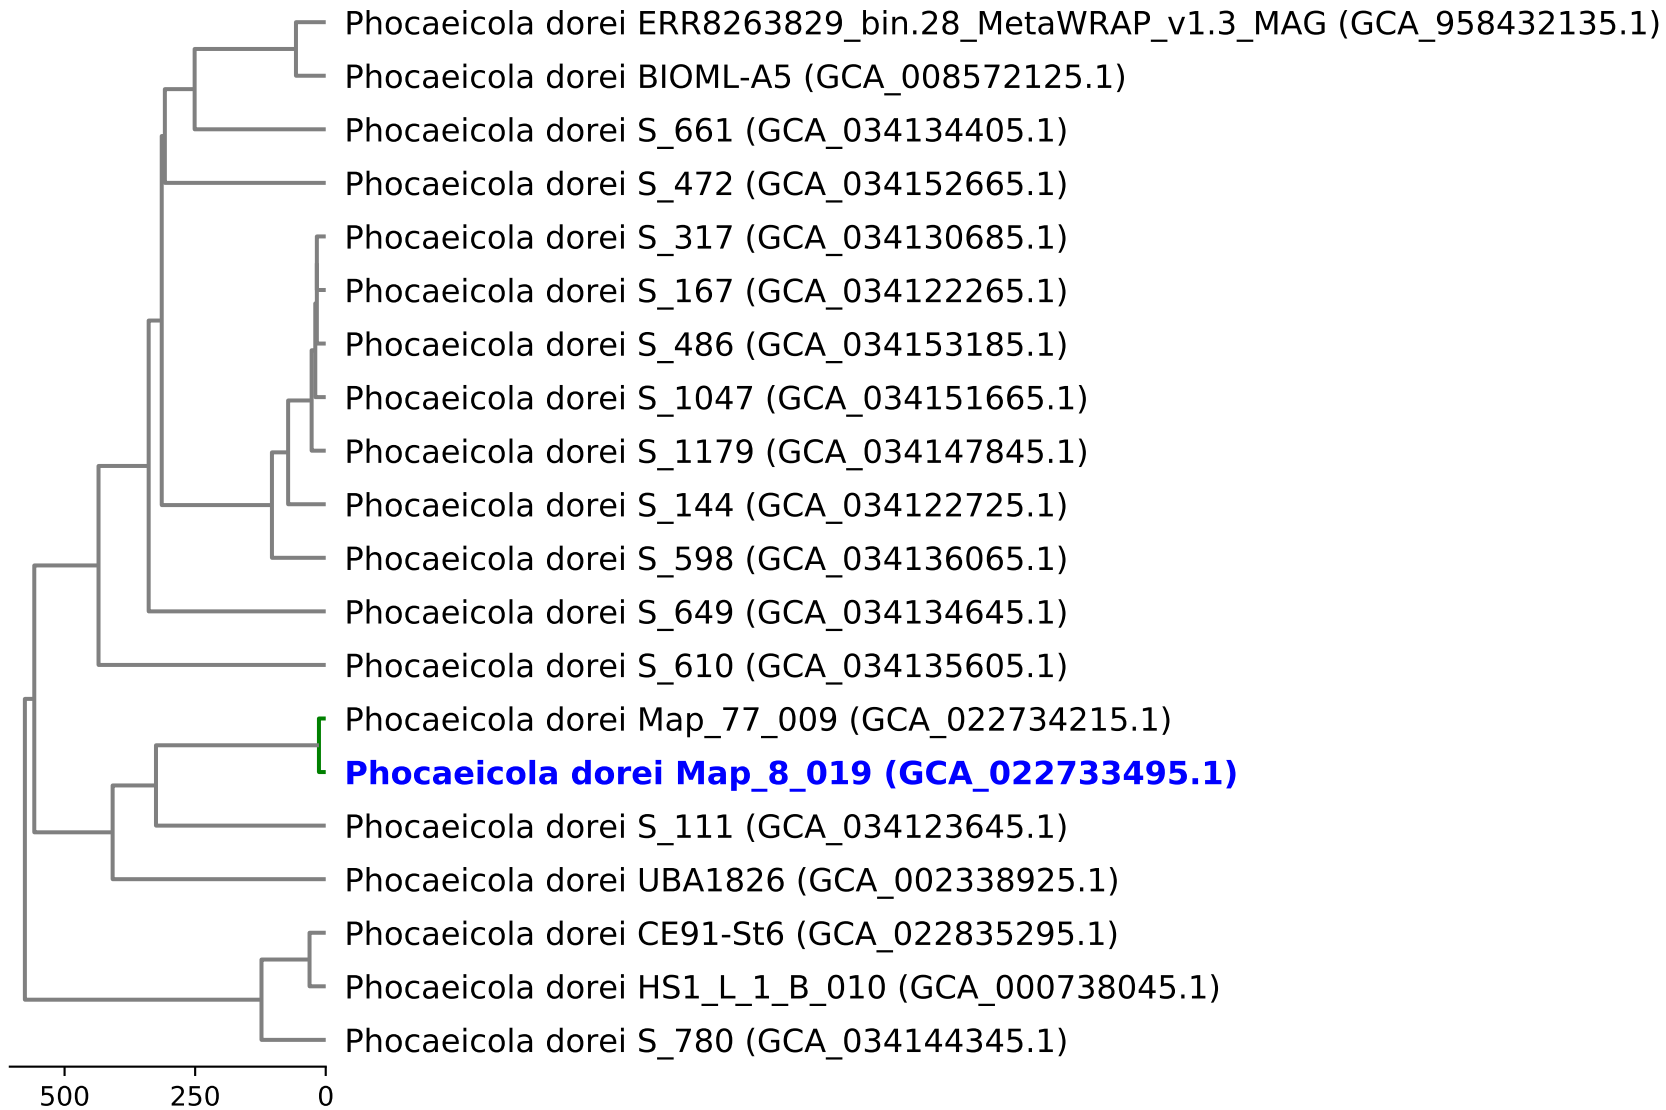 Phocaeicola dorei ERR8263829_bin.28_MetaWRAP_v1.3_MAG (GCA_958432135.1)
Phocaeicola dorei BIOML-A5 (GCA_008572125.1)
Phocaeicola dorei S_661 (GCA_034134405.1)
Phocaeicola dorei S_472 (GCA_034152665.1)
Phocaeicola dorei S_317 (GCA_034130685.1)
Phocaeicola dorei S_167 (GCA_034122265.1)
Phocaeicola dorei S_486 (GCA_034153185.1)
Phocaeicola dorei S_1047 (GCA_034151665.1)
Phocaeicola dorei S_1179 (GCA_034147845.1)
Phocaeicola dorei S_144 (GCA_034122725.1)
Phocaeicola dorei S_598 (GCA_034136065.1)
Phocaeicola dorei S_649 (GCA_034134645.1)
Phocaeicola dorei S_610 (GCA_034135605.1)
Phocaeicola dorei Map_77_009 (GCA_022734215.1)
Phocaeicola dorei Map_8_019 (GCA_022733495.1)
Phocaeicola dorei S_111 (GCA_034123645.1)
Phocaeicola dorei UBA1826 (GCA_002338925.1)
Phocaeicola dorei CE91-St6 (GCA_022835295.1)
Phocaeicola dorei HS1_L_1_B_010 (GCA_000738045.1)
Phocaeicola dorei S_780 (GCA_034144345.1)
500 250 0